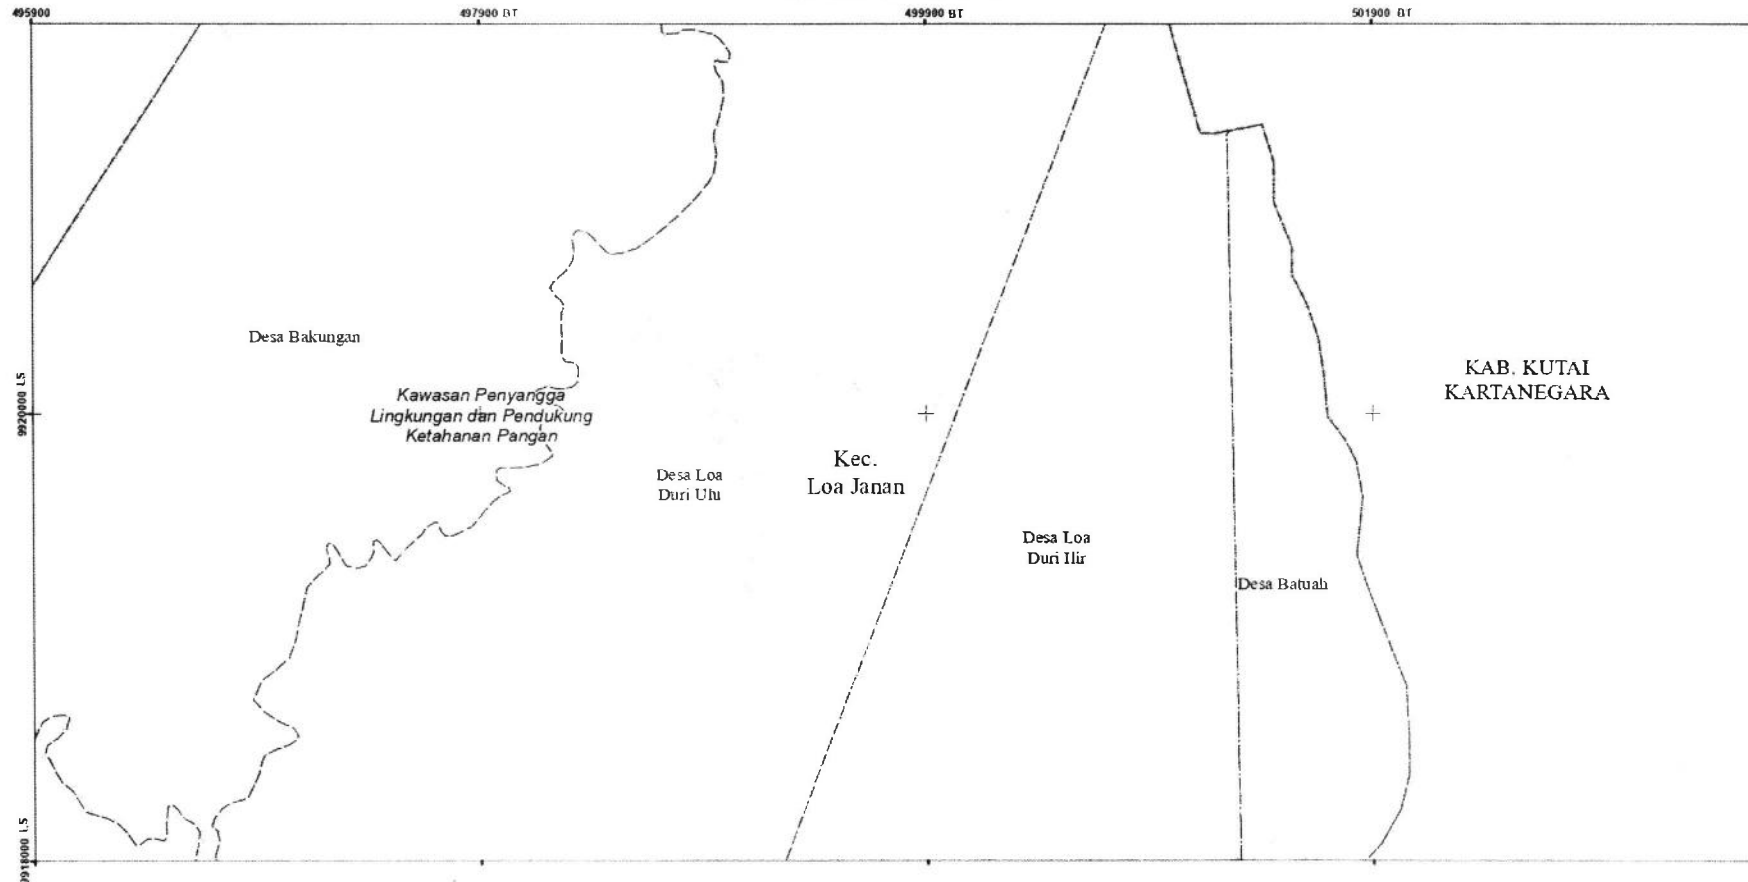 495900
497900 BT
499900 BT
501900 BT
Desa Bakungan
KAB. KUTAI
KARTANEGARA
9920000 LS
Kawasan Penyangga
Lingkungan dan Pendukung
Ketahanan Pangan
Kec.
Loa Janan
Desa Loa
Duri Ulu
Desa Loa
Duri Ilir
Desa Batuah
9918000 LS